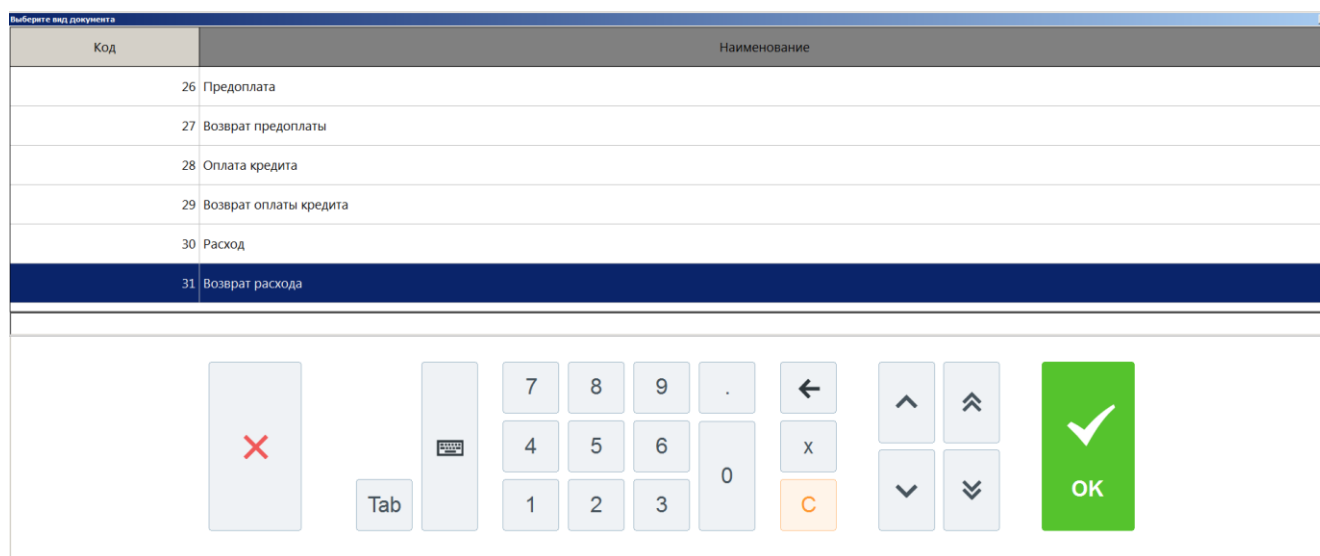 Выберите вид документа
Код Наименование
26 Предоплата
27 Возврат предоплаты
28 Оплата кредита
29 Возврат оплаты кредита
30 Расход
31 Возврат расхода
7 8 9 .
4 5 6 x
Tab 1 2 3 0 C OK